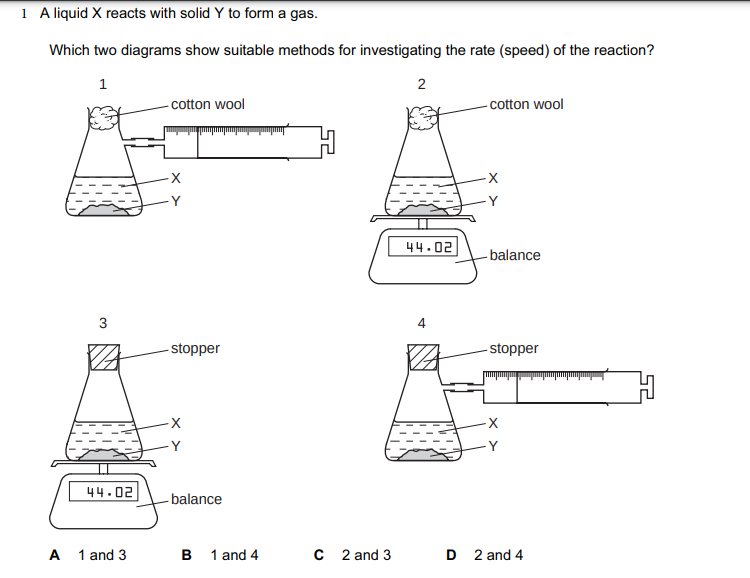 1 A liquid X reacts with solid Y to form a gas.
Which two diagrams show suitable methods for investigating the rate (speed) of the reaction?
1
2
cotton wool
cotton wool
X
X
Y
Y
44.02
balance
3
4
stopper
stopper
X
X
Y
Y
44.02
balance
A 1 and 3 B 1 and 4 C 2 and 3 D 2 and 4